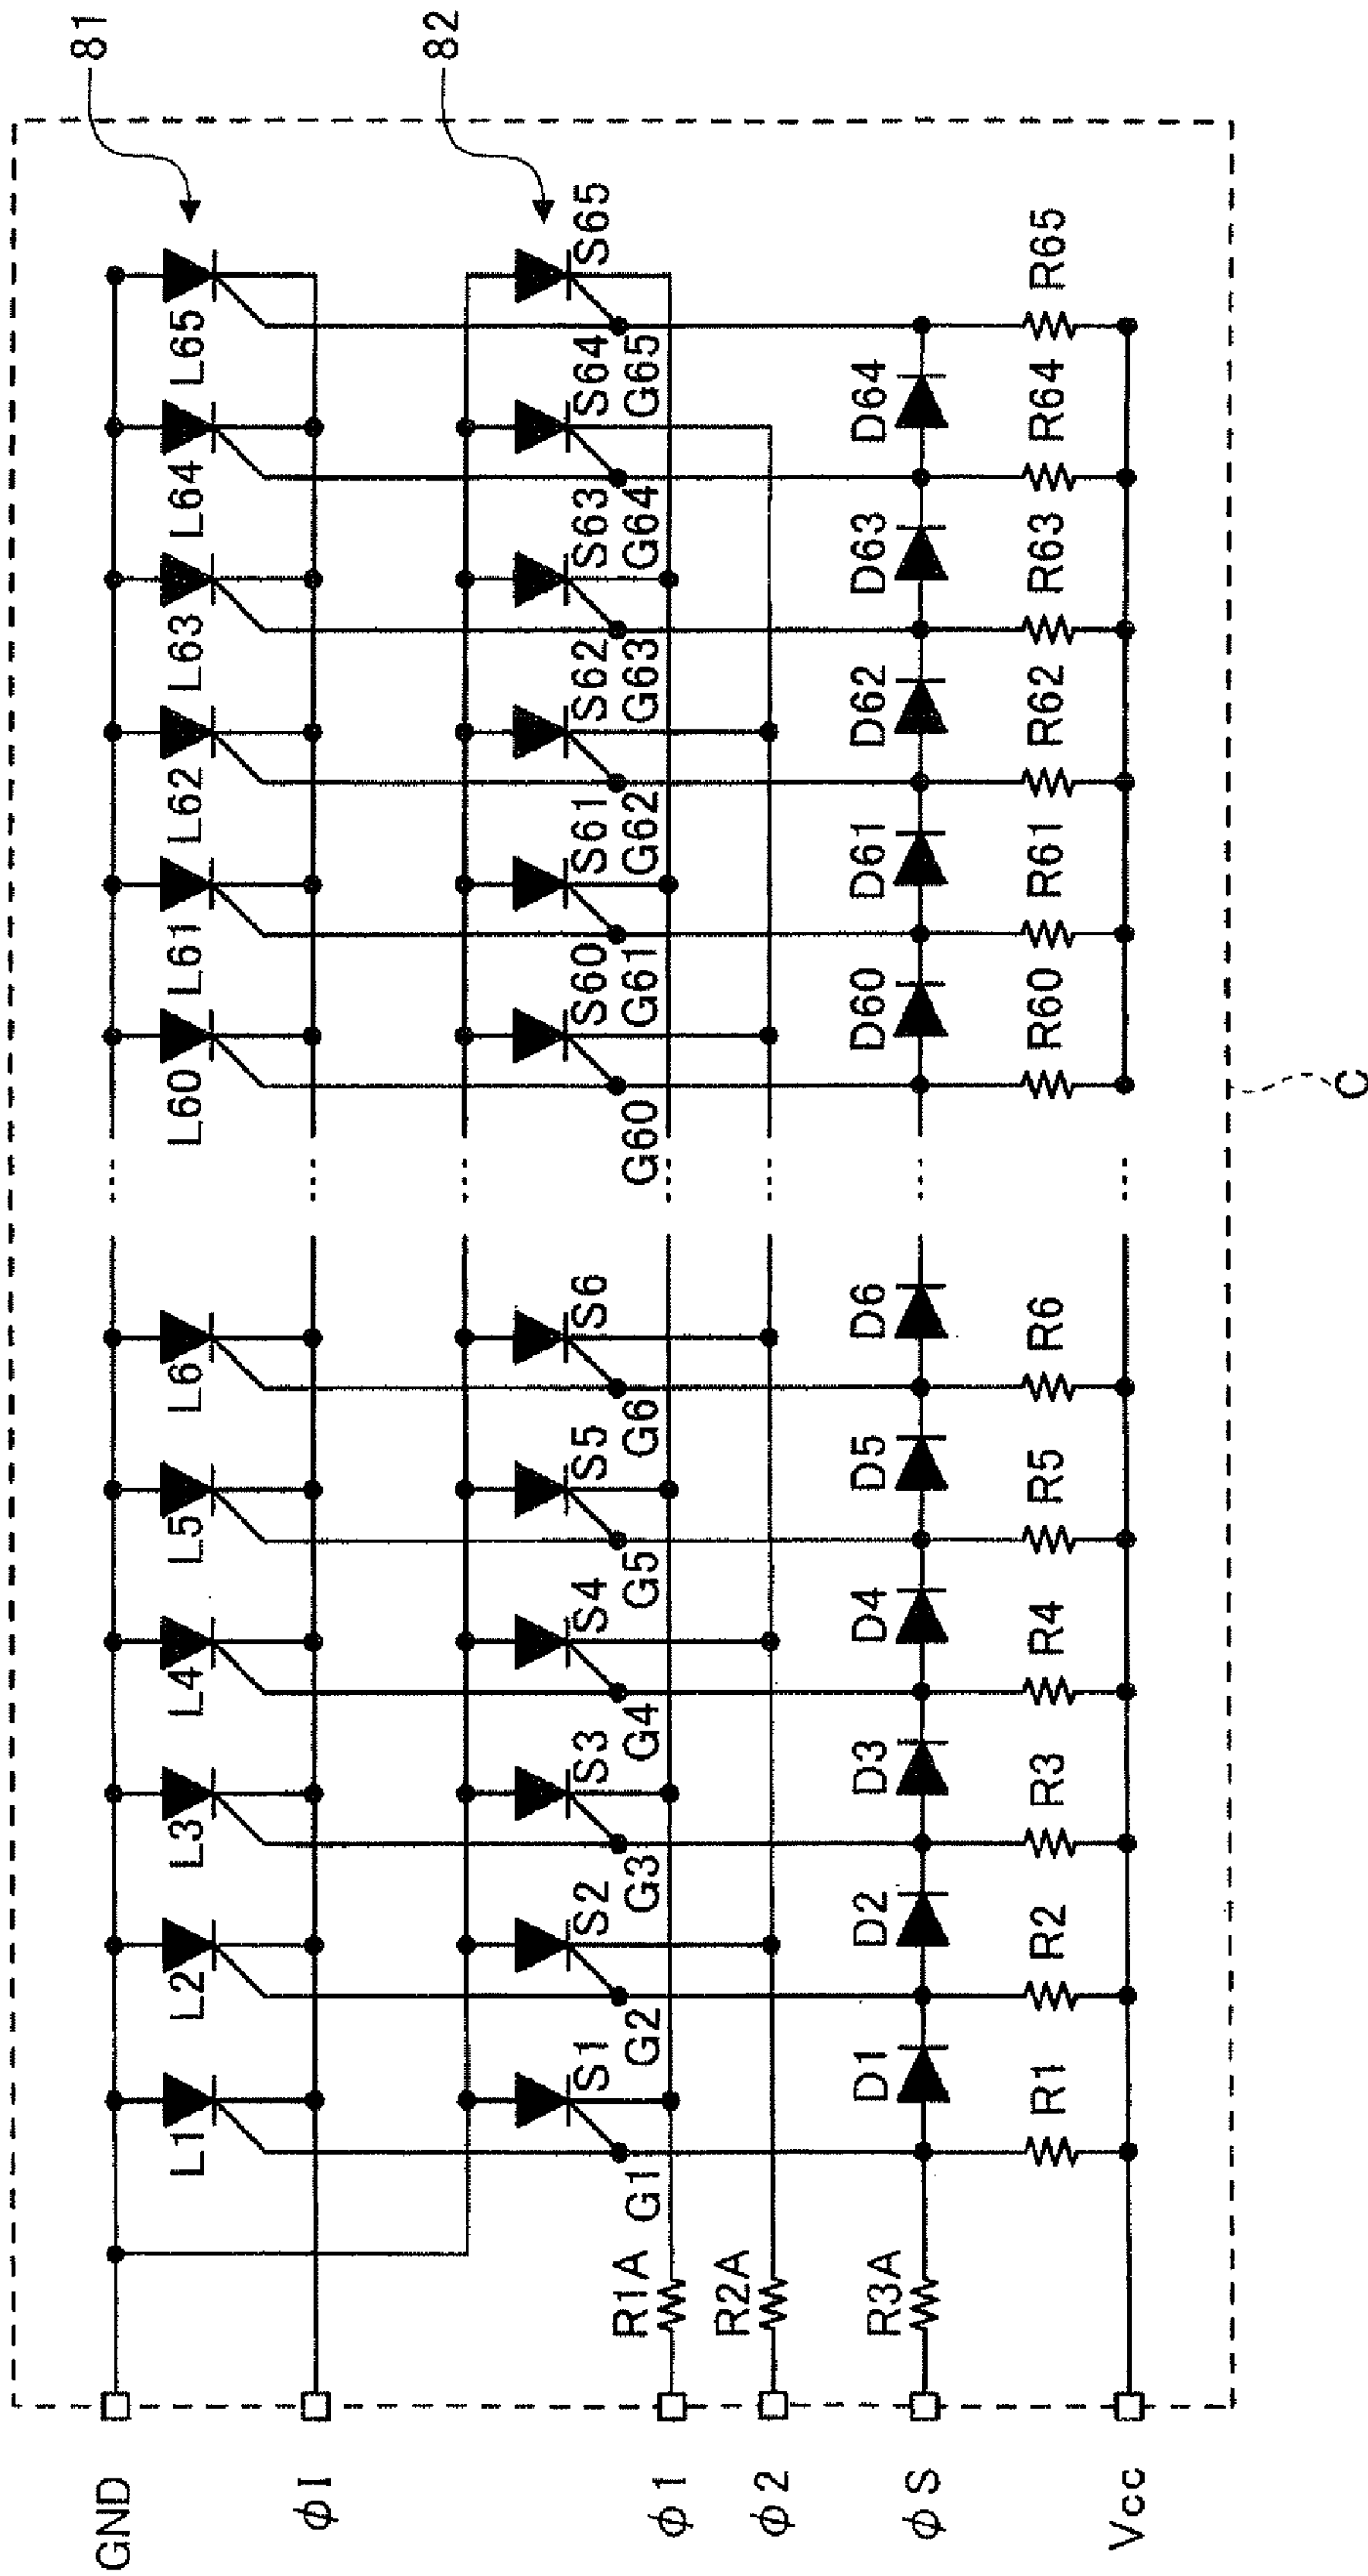 81
82
L1
L2
L3
L4
L5
L6
L60
L61
L62
L63
L64
L65
S1
S2
S3
S4
S5
S6
S60
S61
S62
S63
S64
S65
G1
G2
G3
G4
G5
G6
G60
G61
G62
G63
G64
G65
R1A
R2A
R3A
D1
D2
D3
D4
D5
D6
D60
D61
D62
D63
D64
R1
R2
R3
R4
R5
R6
R60
R61
R62
R63
R64
R65
GND
φI
φ1
φ2
φS
Vcc
C